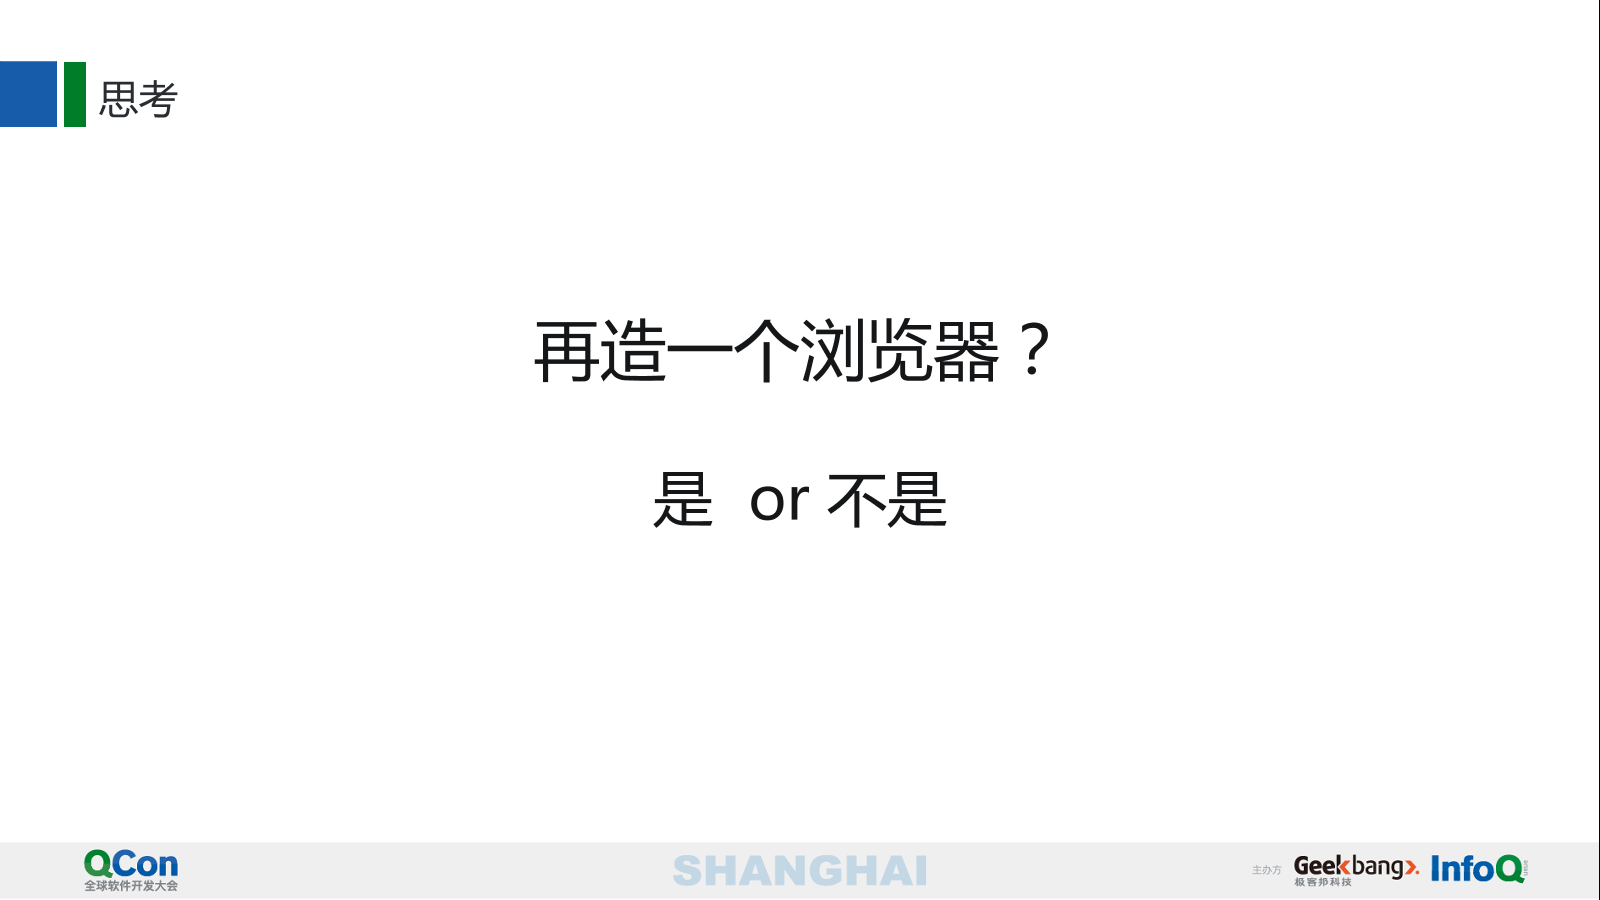 思考
再造一个浏览器？
是 or 不是
QCon
全球软件开发大会
SHANGHAI
主办方
Geekbang>.
极客邦科技
InfoQ